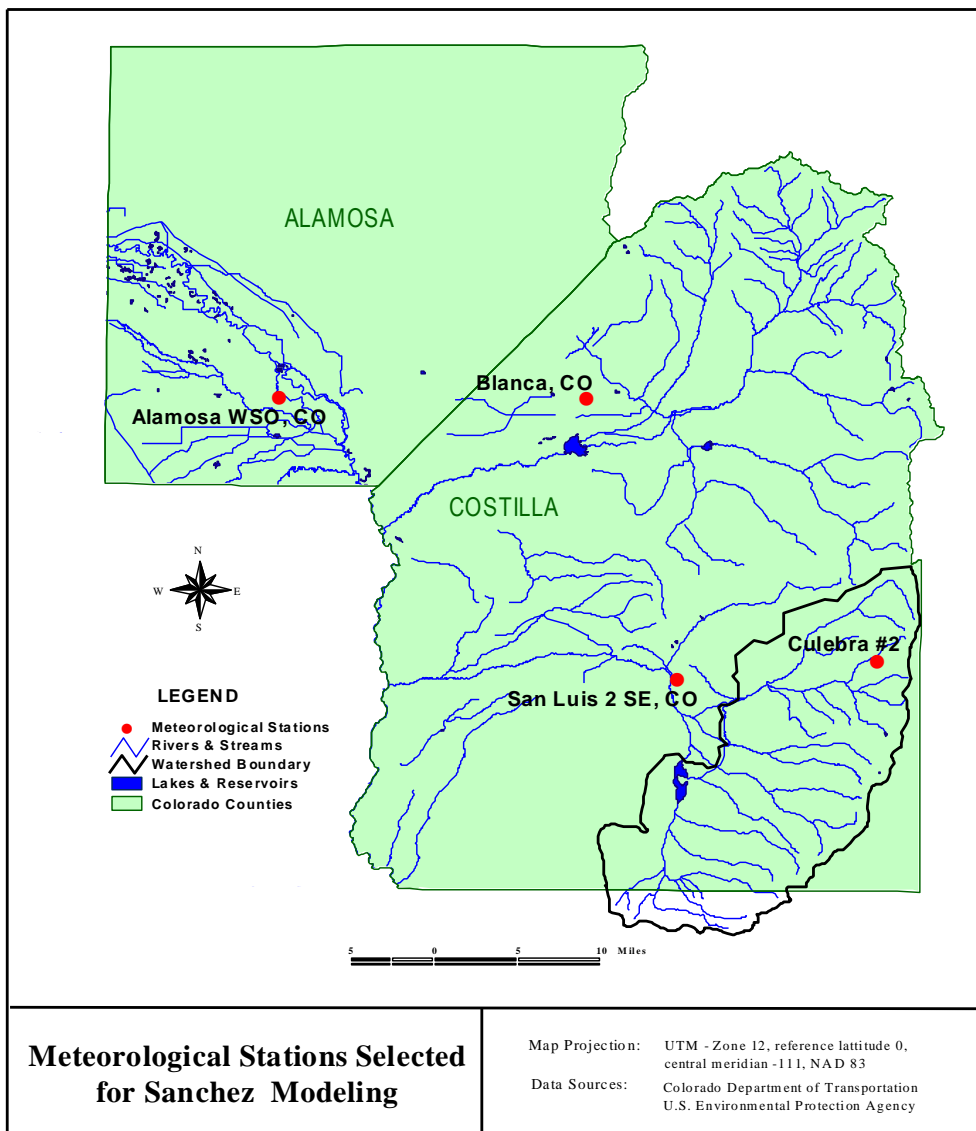 ALAMOSA
Blanca, CO
Alamosa WSO, CO
COSTILLA
N
W E
S
Culebra #2
San Luis 2 SE, CO
LEGEND
Meteorological Stations
Rivers & Streams
Watershed Boundary
Lakes & Reservoirs
Colorado Counties
5 0 5 10 Miles
Meteorological Stations Selected
for Sanchez Modeling
Map Projection: UTM - Zone 12, reference lattitude 0,
central meridian -111, NAD 83
Data Sources: Colorado Department of Transportation
U.S. Environmental Protection Agency